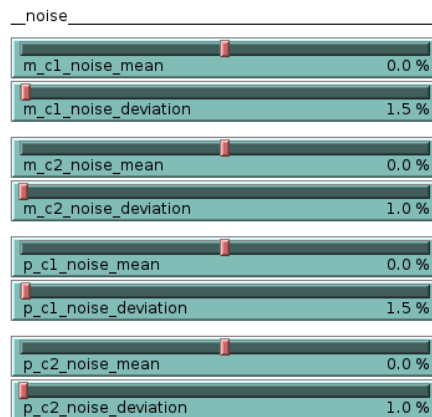 __noise__________________________________________
m_c1_noise_mean 0.0 %
m_c1_noise_deviation 1.5 %
m_c2_noise_mean 0.0 %
m_c2_noise_deviation 1.0 %
p_c1_noise_mean 0.0 %
p_c1_noise_deviation 1.5 %
p_c2_noise_mean 0.0 %
p_c2_noise_deviation 1.0 %